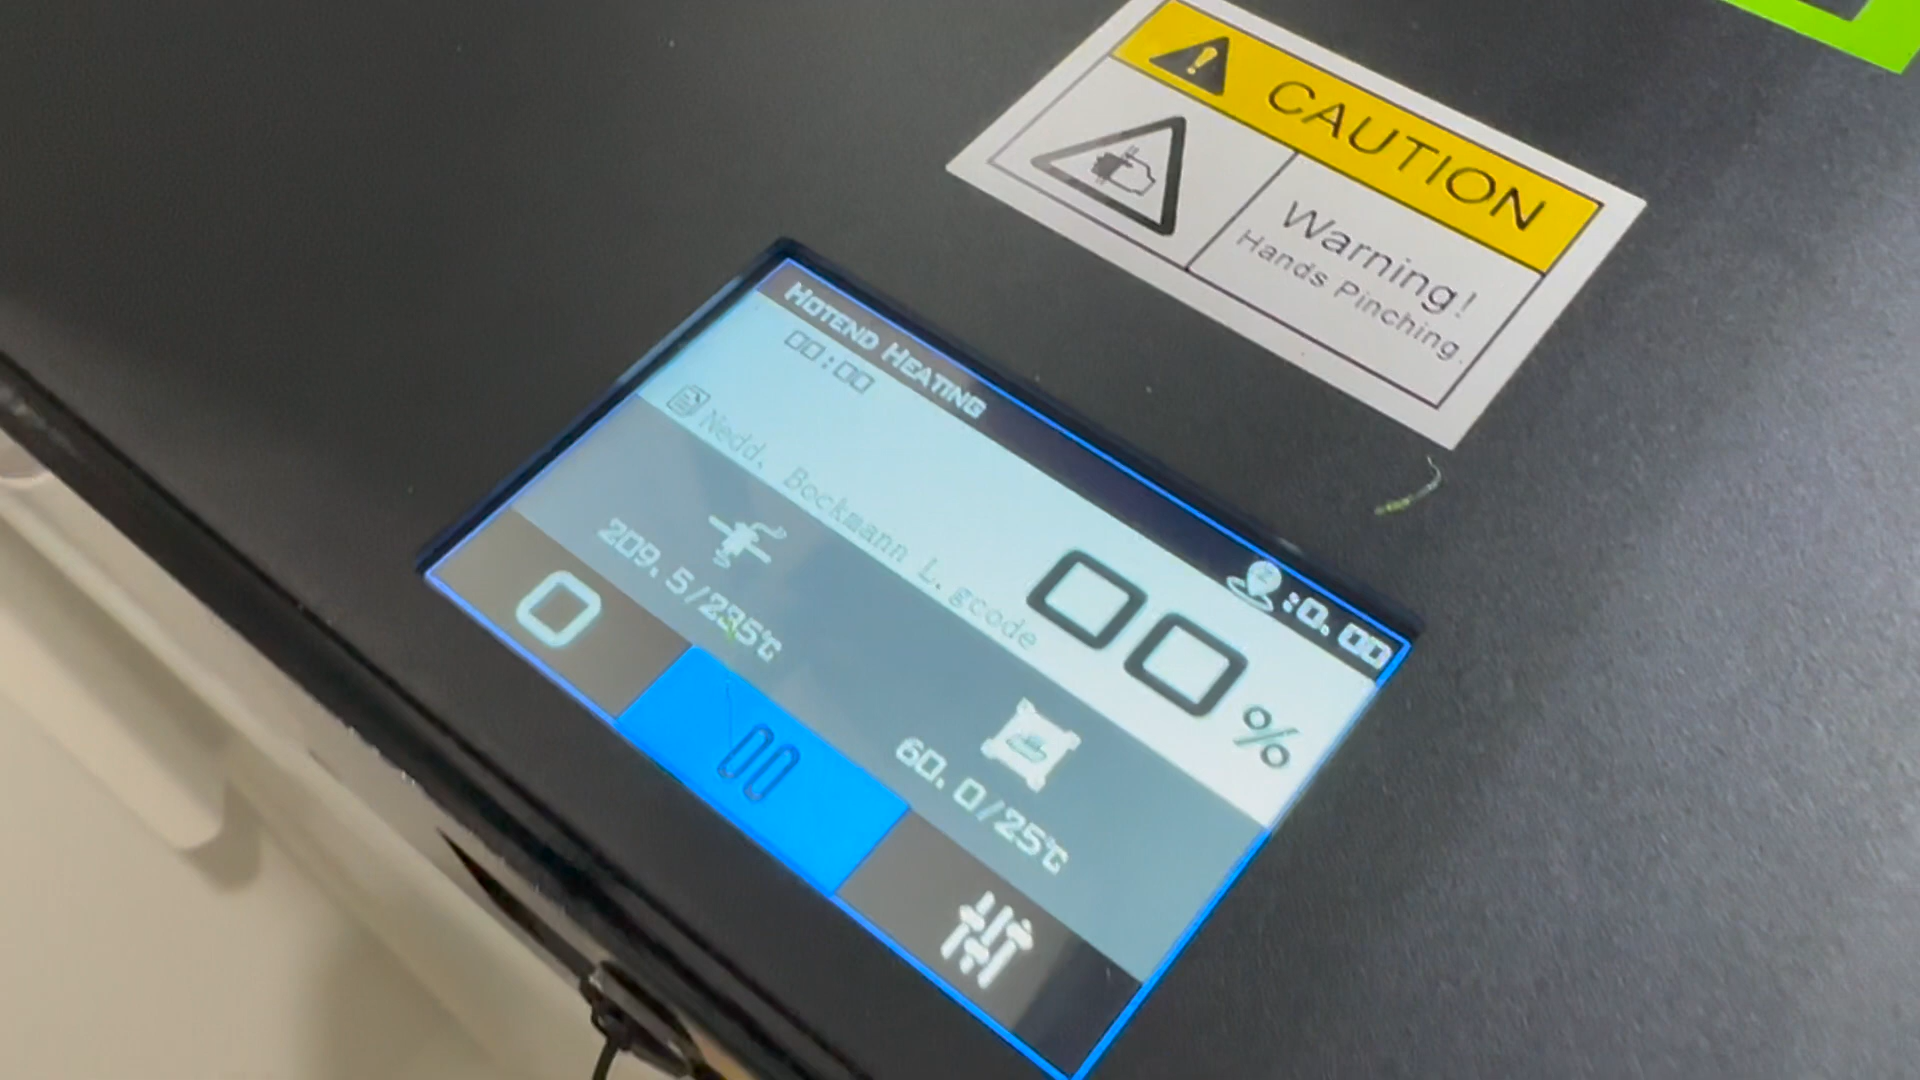 CAUTION
Warning!
Hands Pinching.
HOTEND HEATING
:0.00
00:00
Nedd. Bockmann L.gcode
00%
209.5/235℃
60.0/25℃